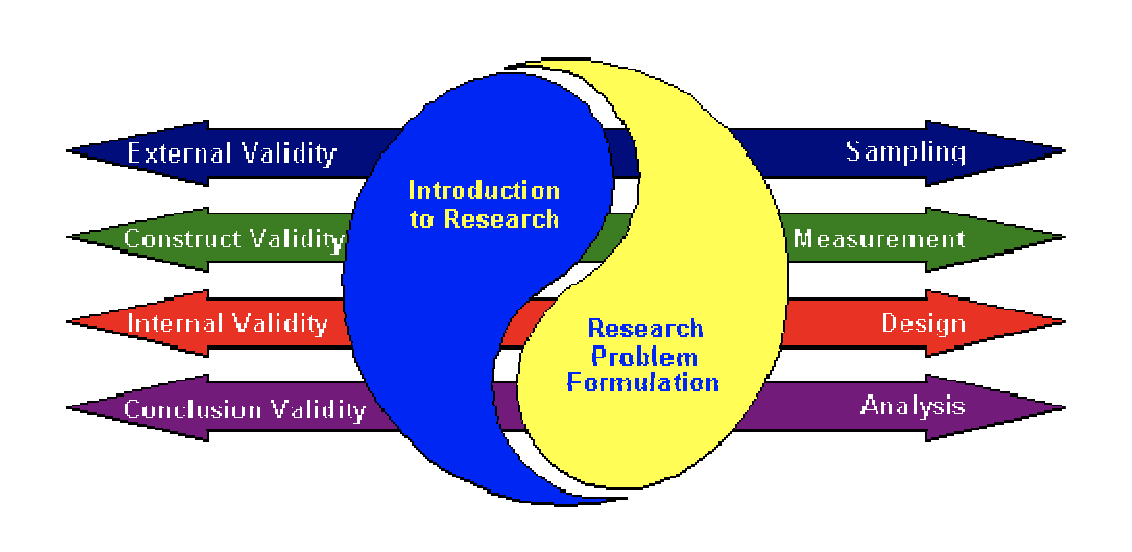 External Validity
Sampling
Introduction
to Research
Construct Validity
Measurement
Internal Validity
Design
Research
Problem
Formulation
Conclusion Validity
Analysis